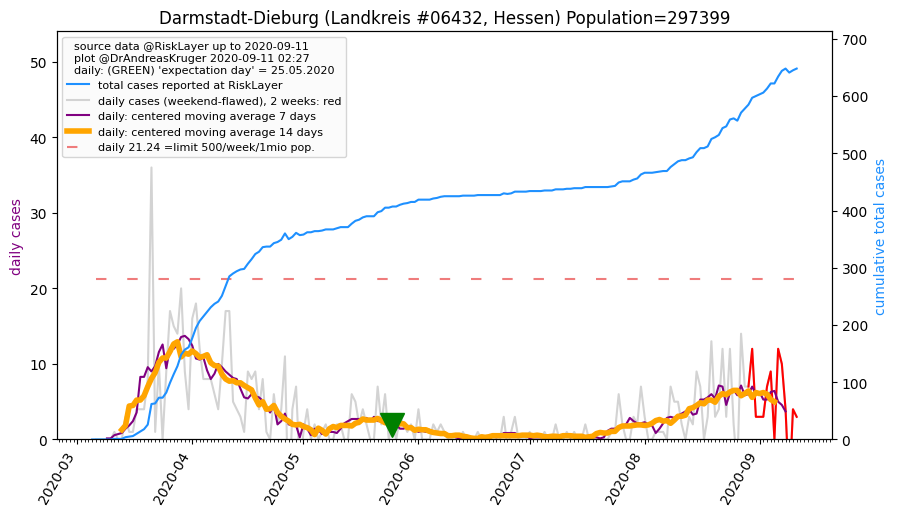 Darmstadt-Dieburg (Landkreis #06432, Hessen) Population=297399
source data @RiskLayer up to 2020-09-11
plot @DrAndreasKruger 2020-09-11 02:27
daily: (GREEN) 'expectation day' = 25.05.2020
total cases reported at RiskLayer
daily cases (weekend-flawed), 2 weeks: red
daily: centered moving average 7 days
daily: centered moving average 14 days
daily 21.24 =limit 500/week/1mio pop.
daily cases
50
40
30
20
10
0
700
600
500
400
300
200
100
0
cumulative total cases
2020-03
2020-04
2020-05
2020-06
2020-07
2020-08
2020-09